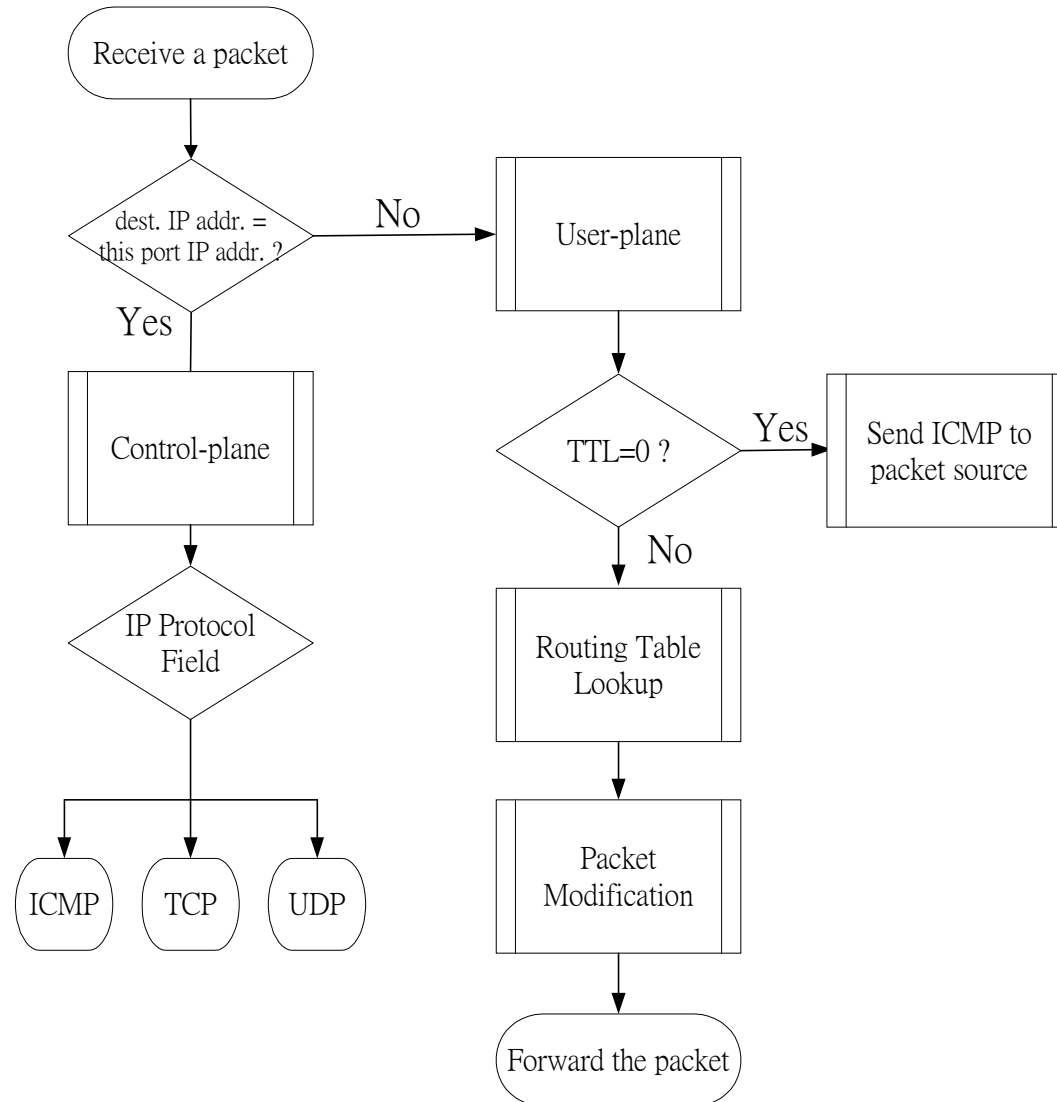 Receive a packet
dest. IP addr. =
this port IP addr. ?
No
User-plane
Yes
Control-plane
TTL=0 ?
Yes
Send ICMP to
packet source
No
IP Protocol
Field
Routing Table
Lookup
Packet
Modification
ICMP
TCP
UDP
Forward the packet